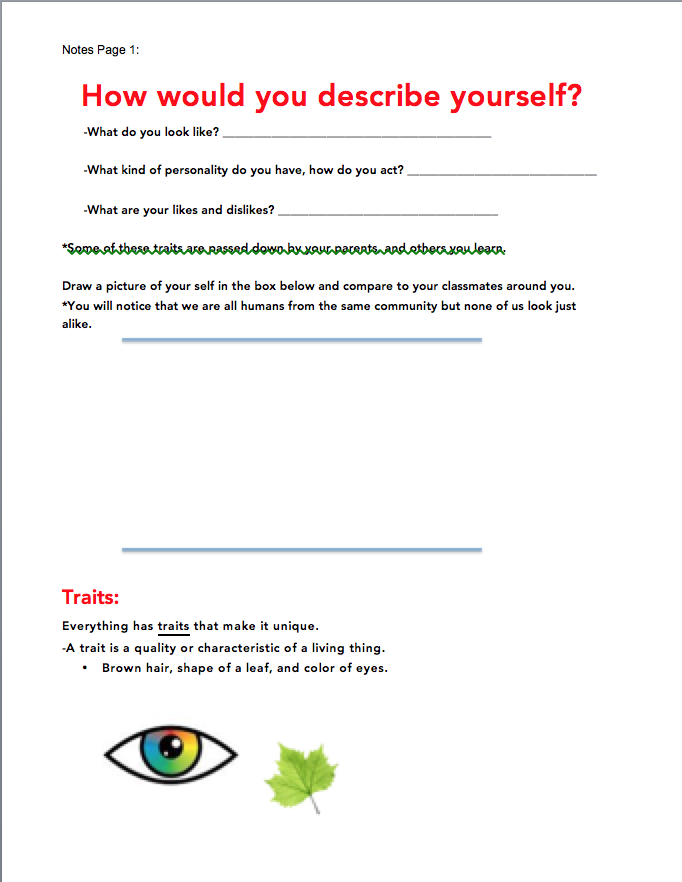 Notes Page 1:
How would you describe yourself?
-What do you look like? ____________________________________________
-What kind of personality do you have, how do you act? _______________________________
-What are your likes and dislikes? ____________________________________
*Some of these traits are passed down by your parents, and others you learn.
Draw a picture of your self in the box below and compare to your classmates around you.
*You will notice that we are all humans from the same community but none of us look just
alike.
Traits:
Everything has traits that make it unique.
-A trait is a quality or characteristic of a living thing.
• Brown hair, shape of a leaf, and color of eyes.